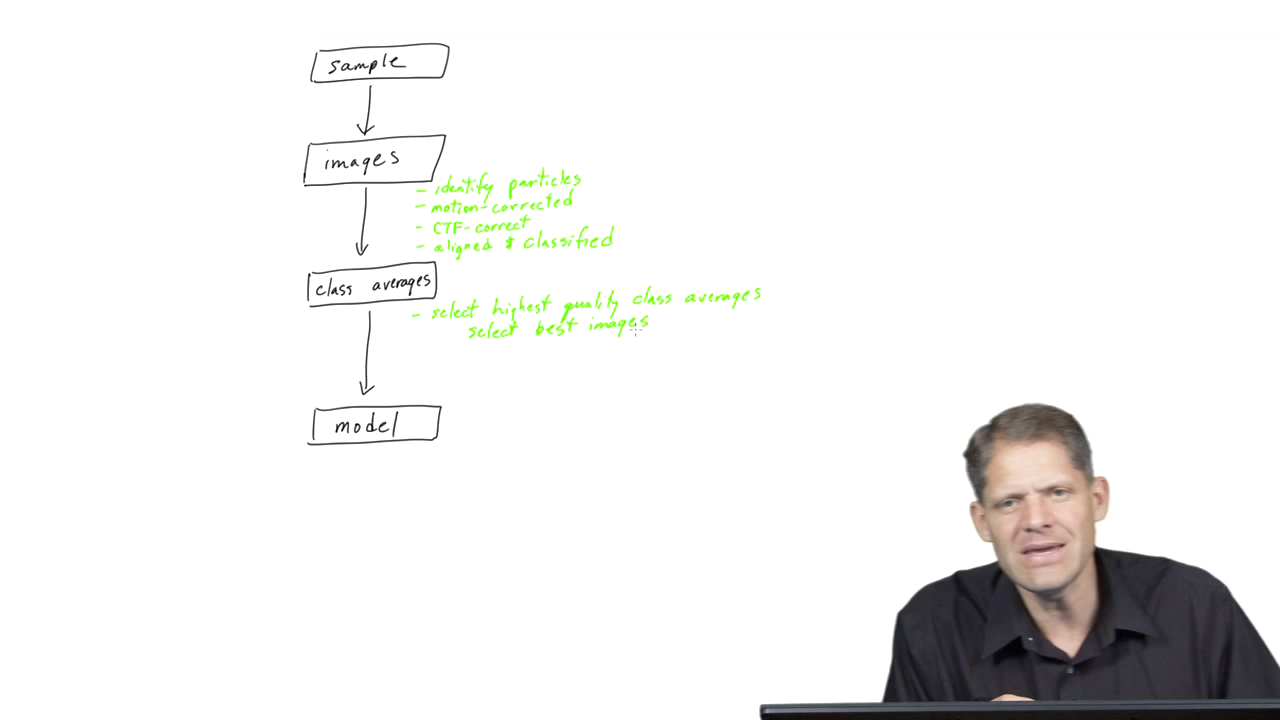 sample
images
- identify particles
- motion-corrected
- CTF-correct
- aligned & classified
class averages
- select highest quality class averages
select best images
model